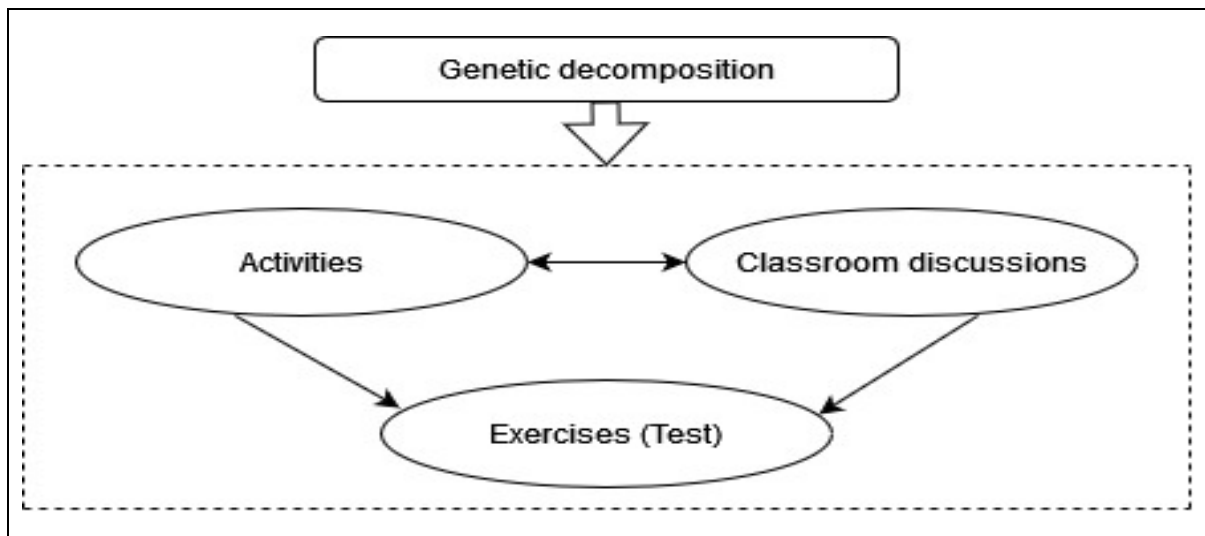 Genetic decomposition
Activities
Classroom discussions
Exercises (Test)